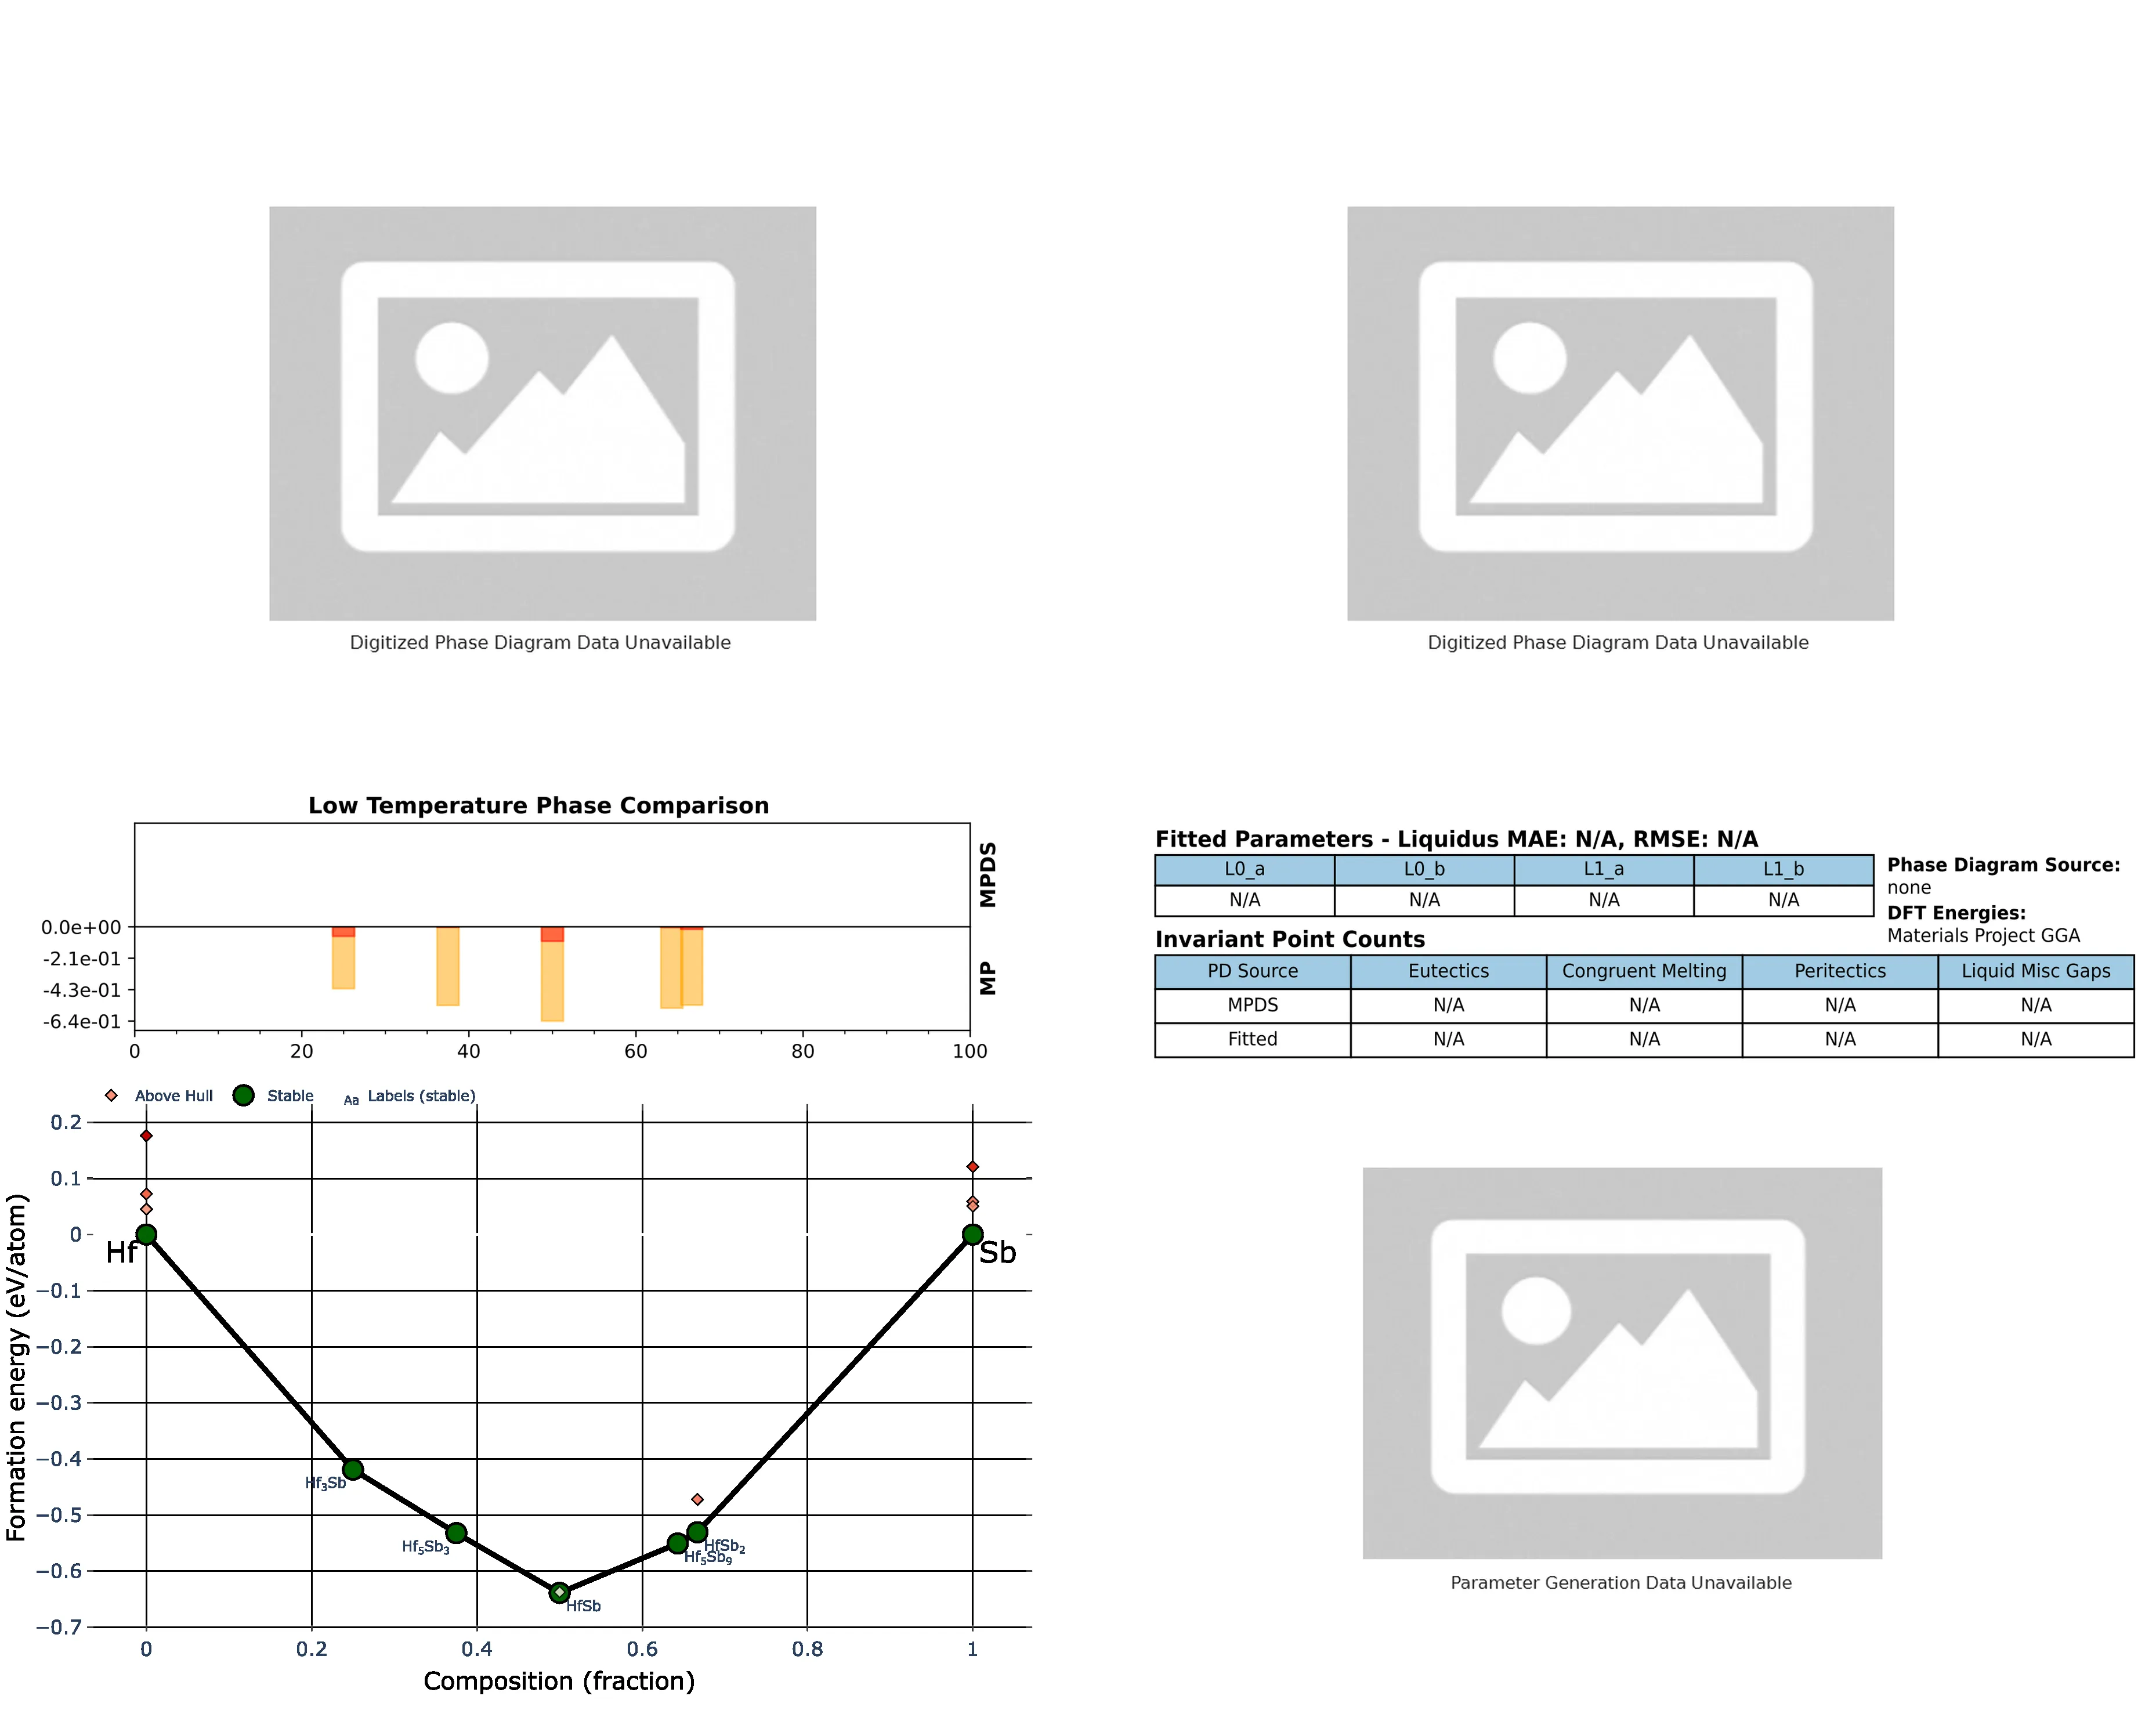 Digitized Phase Diagram Data Unavailable
Digitized Phase Diagram Data Unavailable
Low Temperature Phase Comparison
MPDS
MP
0.0e+00
-2.1e-01
-4.3e-01
-6.4e-01
0 20 40 60 80 100
Fitted Parameters - Liquidus MAE: N/A, RMSE: N/A
L0_a L0_b L1_a L1_b
N/A N/A N/A N/A
Phase Diagram Source:
none
DFT Energies:
Materials Project GGA
Invariant Point Counts
PD Source Eutectics Congruent Melting Peritectics Liquid Misc Gaps
MPDS N/A N/A N/A N/A
Fitted N/A N/A N/A N/A
Above Hull Stable Aa Labels (stable)
Formation energy (eV/atom)
0.2
0.1
0
−0.1
−0.2
−0.3
−0.4
−0.5
−0.6
−0.7
Hf
Sb
Hf₃Sb
Hf₅Sb₃
HfSb₂
Hf₅Sb₉
HfSb
0 0.2 0.4 0.6 0.8 1
Composition (fraction)
Parameter Generation Data Unavailable